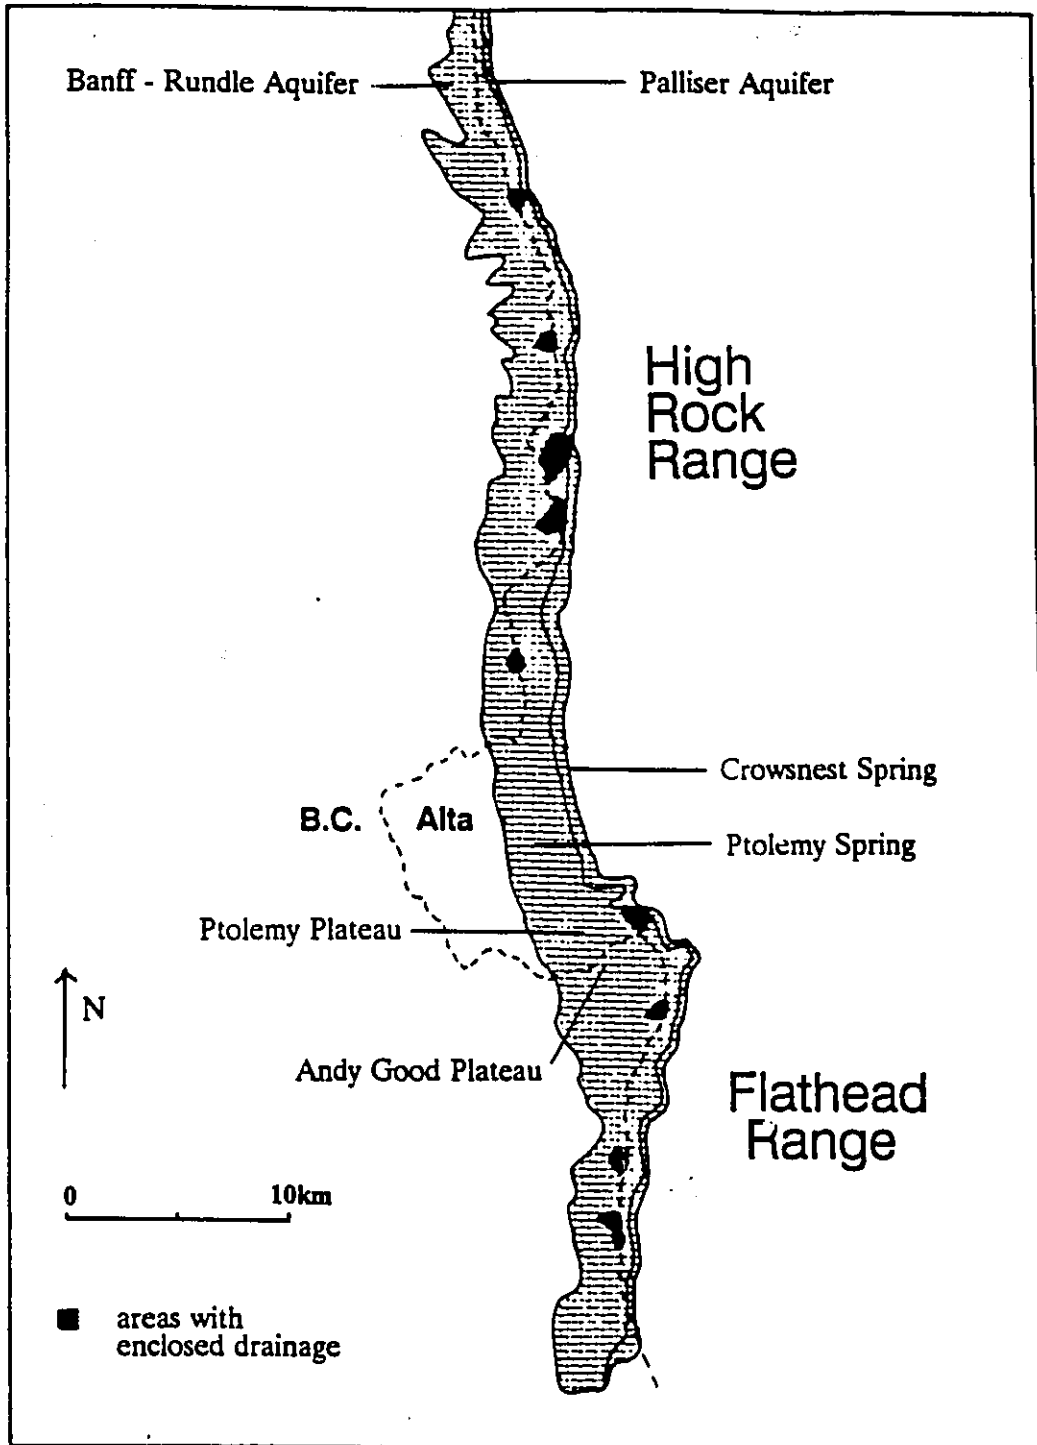 Banff - Rundle Aquifer
Palliser Aquifer
High
Rock
Range
Crowsnest Spring
B.C.
Alta
Ptolemy Spring
Ptolemy Plateau
N
Andy Good Plateau
Flathead
Range
0
10km
areas with
enclosed drainage